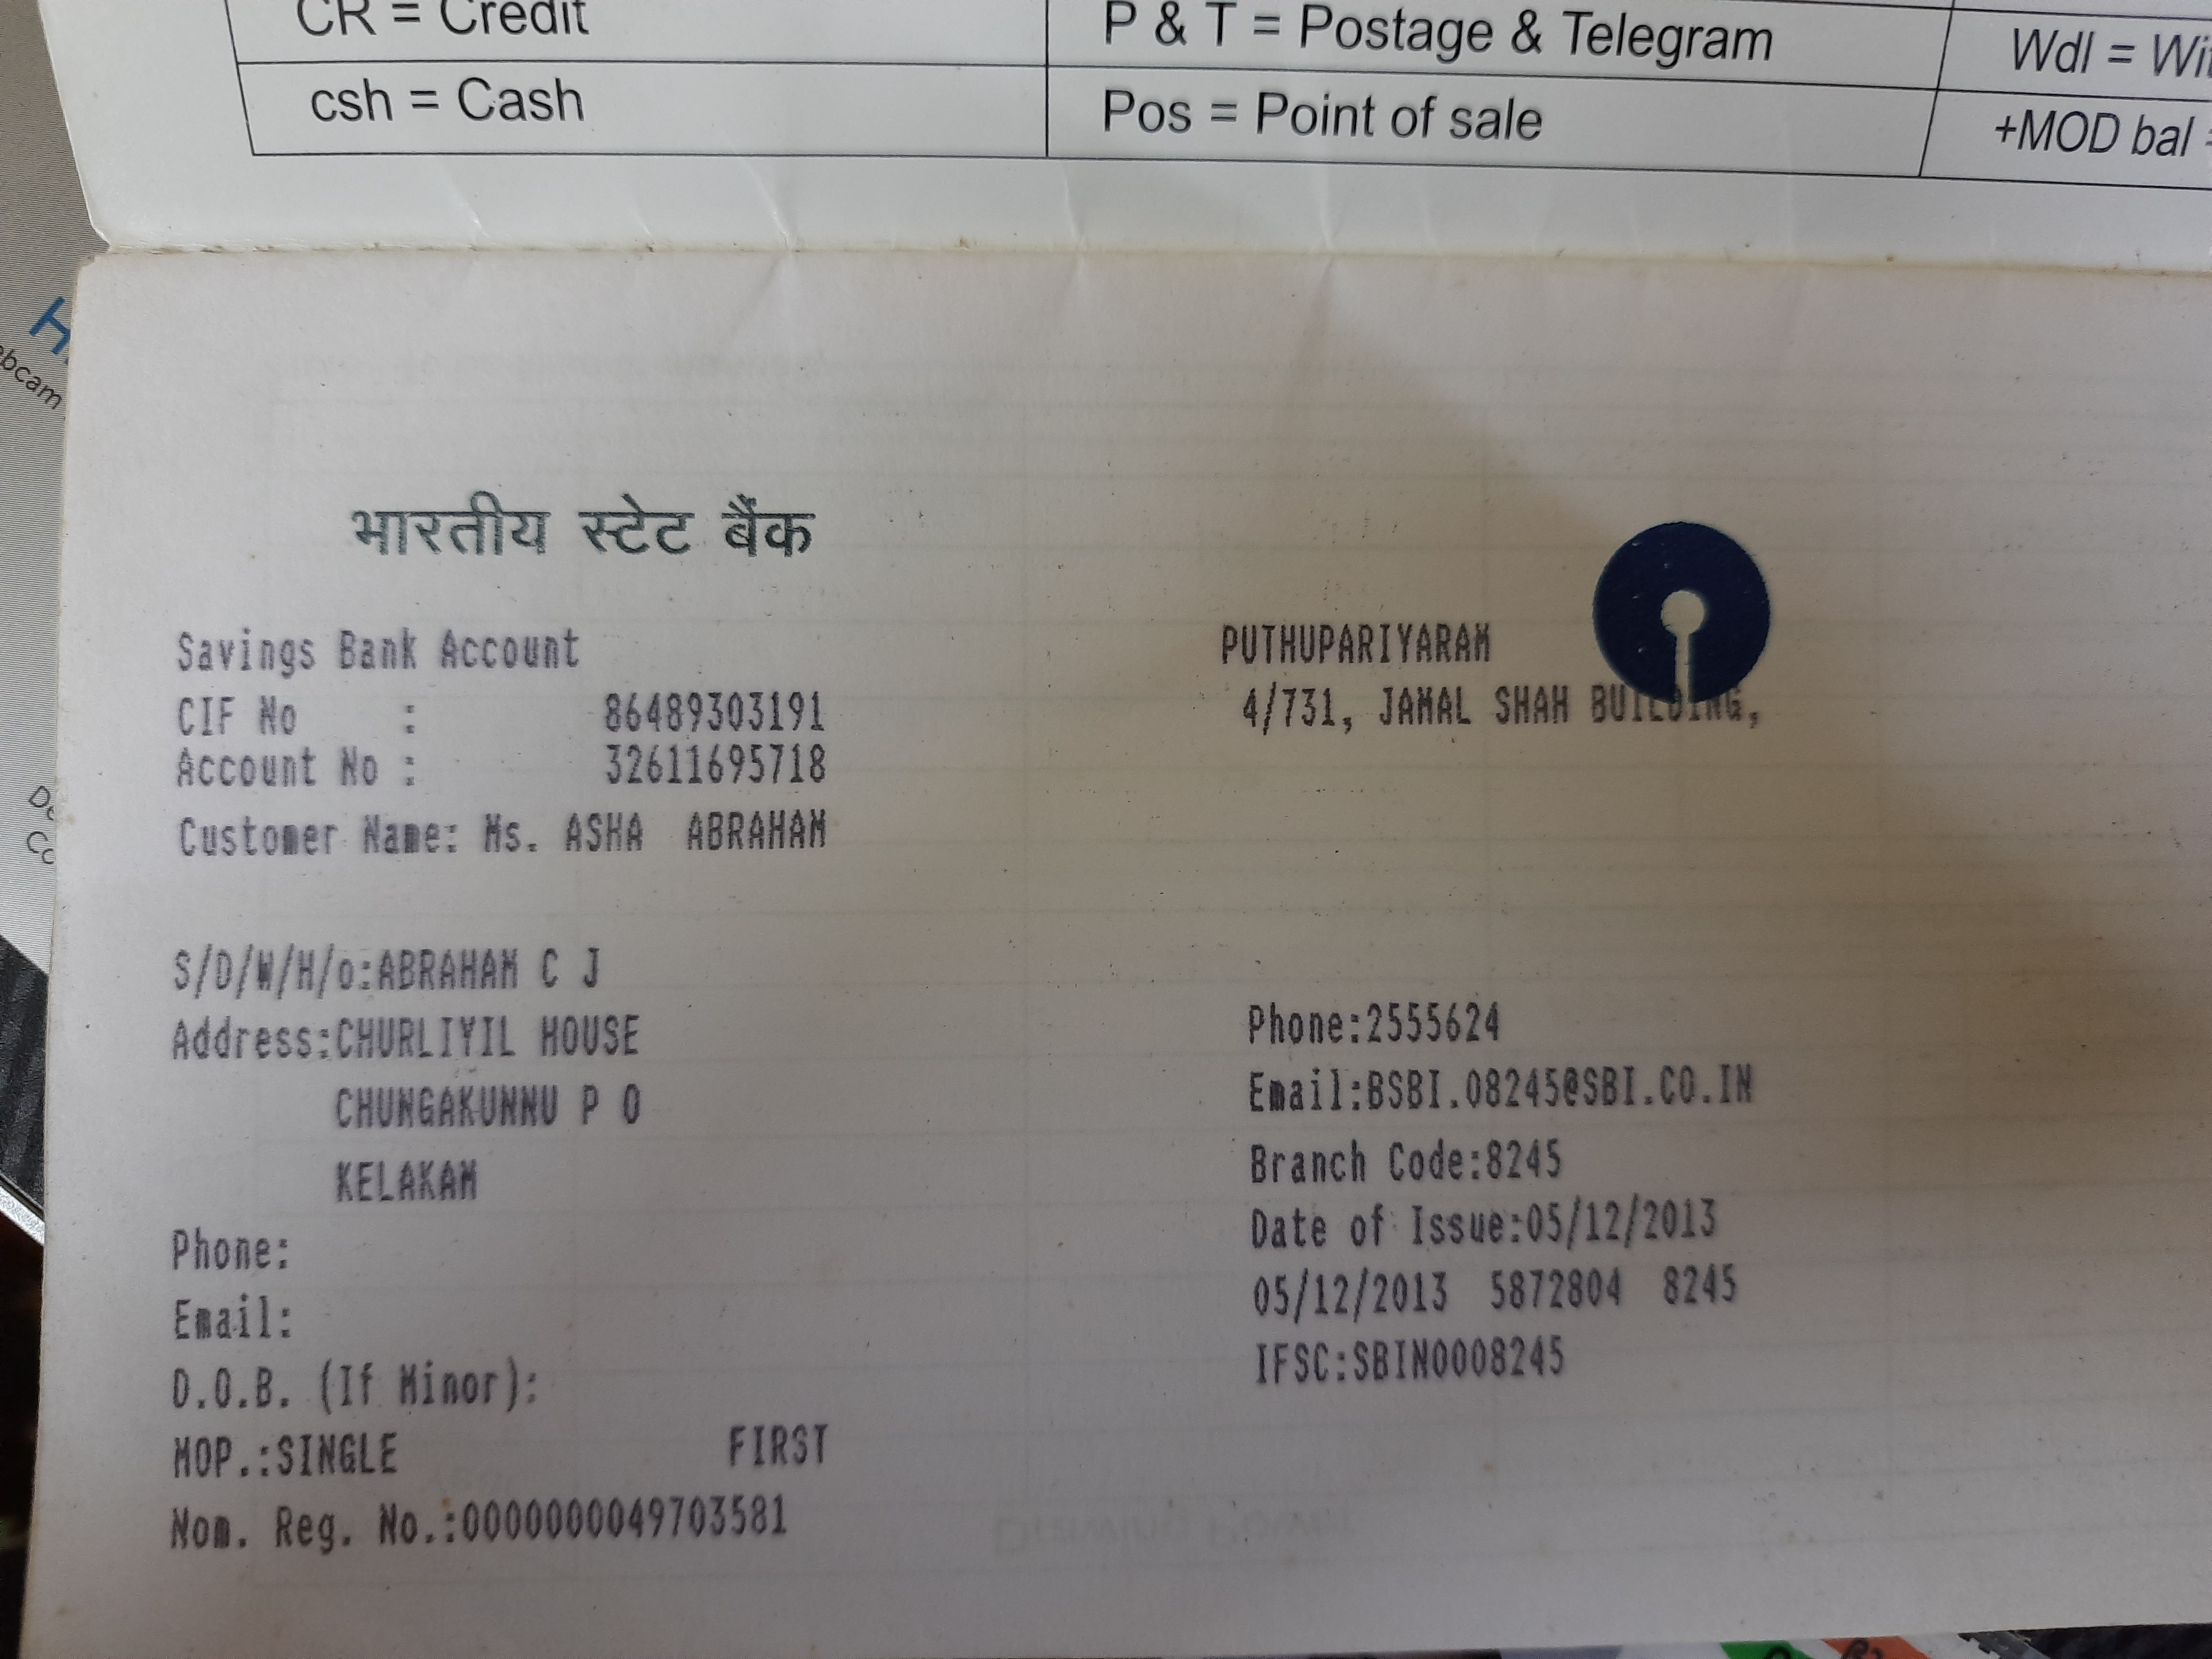 भारतीय स्टेट बैंक
Savings Bank Account
CIF No : 86489303191
Account No : 32611695718
Customer Name: Ms. ASHA ABRAHAM
S/D/W/H/o:ABRAHAM C J
Address:CHURLIYIL HOUSE
CHUNGAKUNNU P O
KELAKAM
Phone:
Email:
D.O.B. (If Minor):
MOP.:SINGLE FIRST
Nom. Reg. No.:000000000049703581
PUTHUPARIYARAM
4/731, JAMAL SHAH BUILDING,
Phone:2555624
Email:BSBI.08245@SBI.CO.IN
Branch Code:8245
Date of Issue:05/12/2013
05/12/2013 5872804 8245
IFSC:SBIN0008245
CR = Credit P & T = Postage & Telegram
csh = Cash Pos = Point of sale +MOD bal =